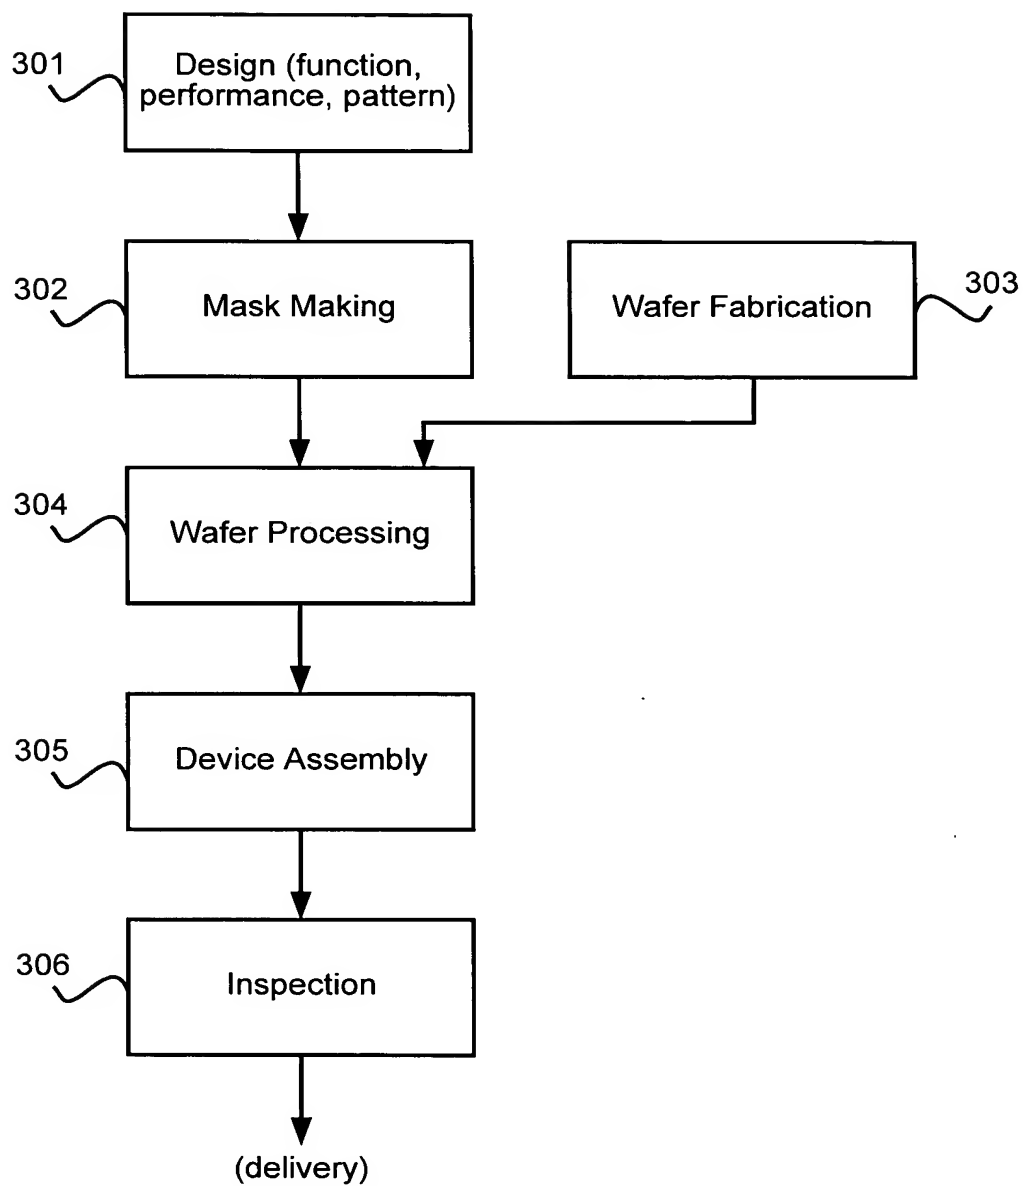 301
Design (function,
performance, pattern)
302
Mask Making
Wafer Fabrication
303
304
Wafer Processing
305
Device Assembly
306
Inspection
(delivery)